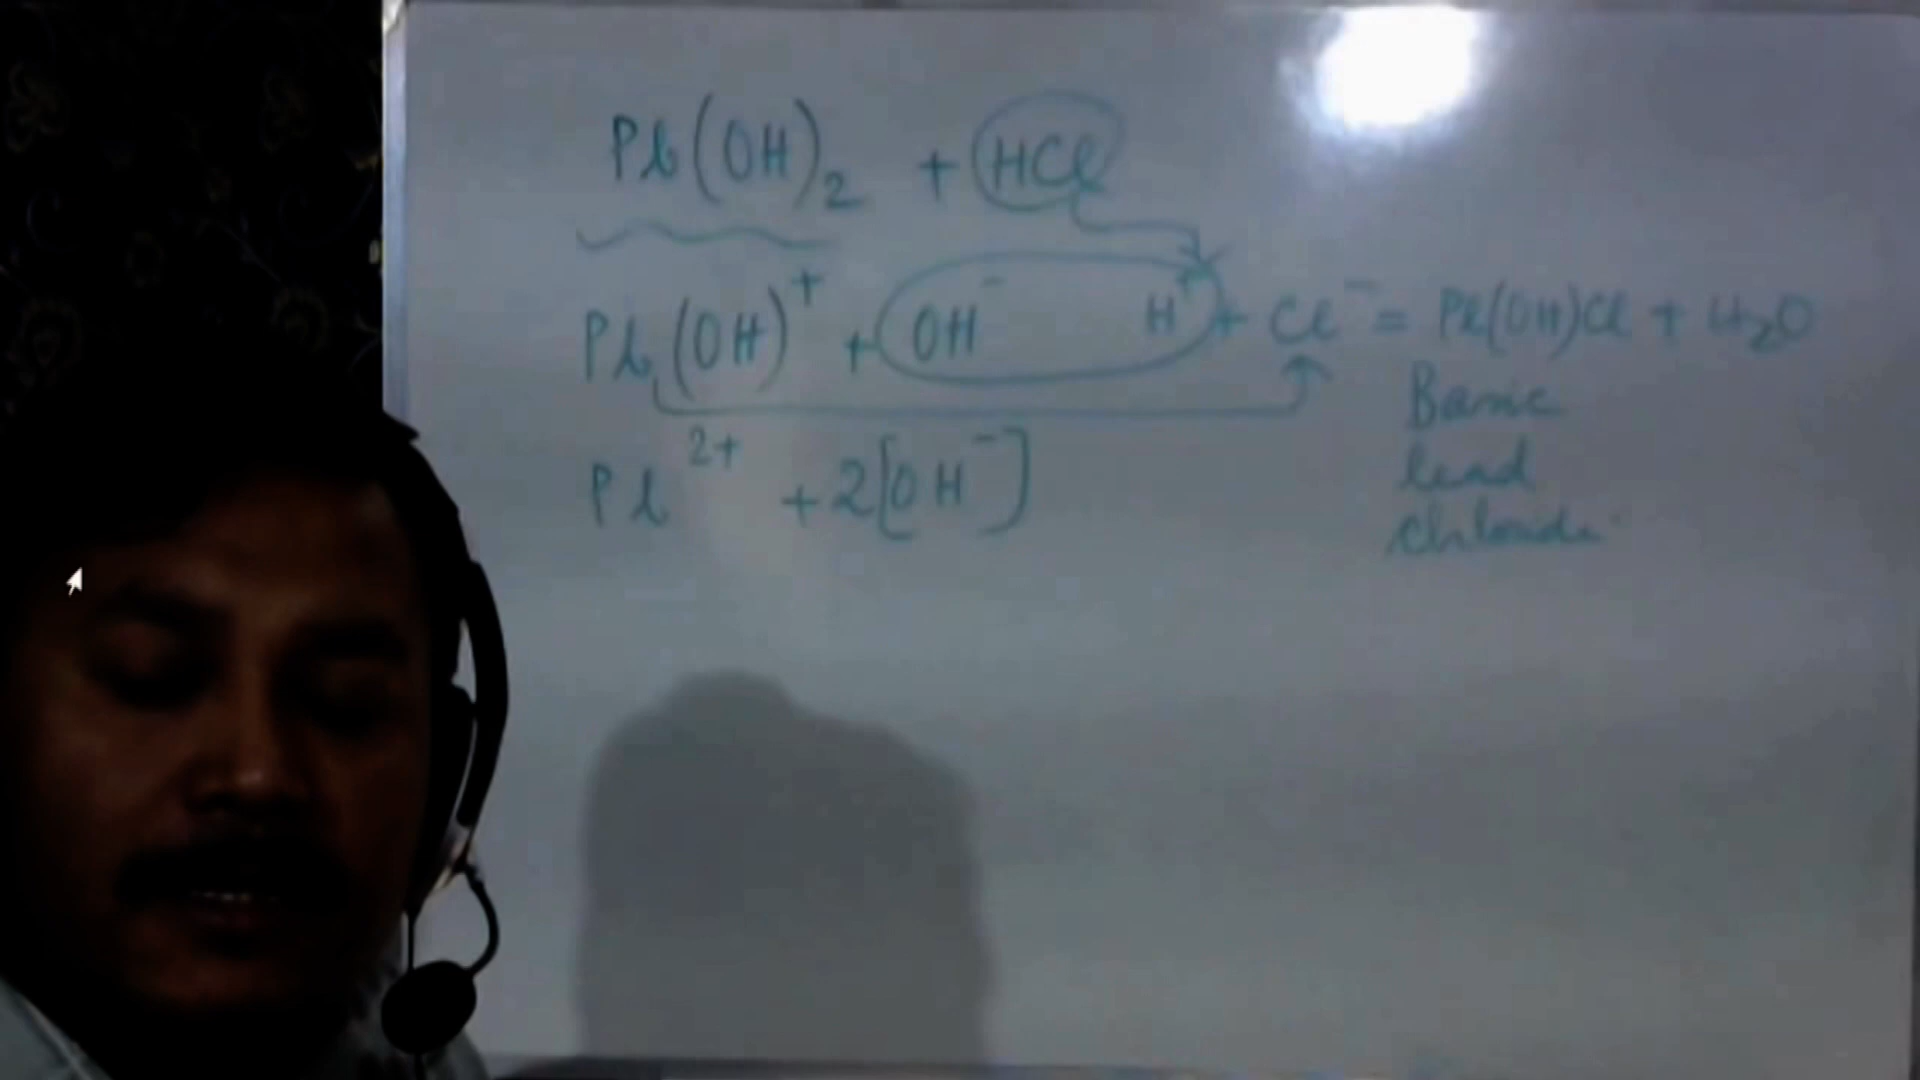 Pb(OH)₂ + HCl
Pb(OH)⁺ + OH⁻ H⁺ + Cl⁻ = Pb(OH)Cl + H₂O
Basic
lead
chloride
Pb²⁺ + 2[OH⁻]